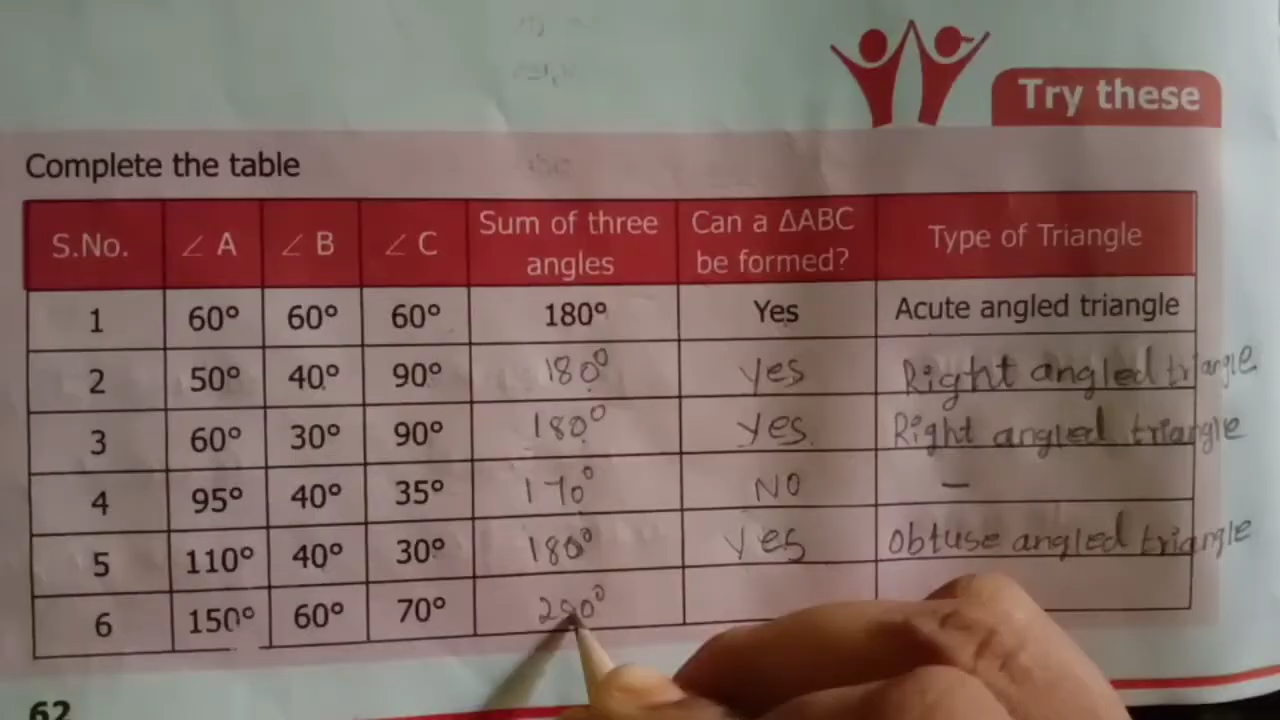 Try these
Complete the table
S.No. ∠ A ∠ B ∠ C Sum of three angles Can a ΔABC be formed? Type of Triangle
1 60° 60° 60° 180° Yes Acute angled triangle
2 50° 40° 90° 180° yes Right angled triangle
3 60° 30° 90° 180° yes Right angled triangle
4 95° 40° 35° 170° NO –
5 110° 40° 30° 180° yes obtuse angled triangle
6 150° 60° 70°
62